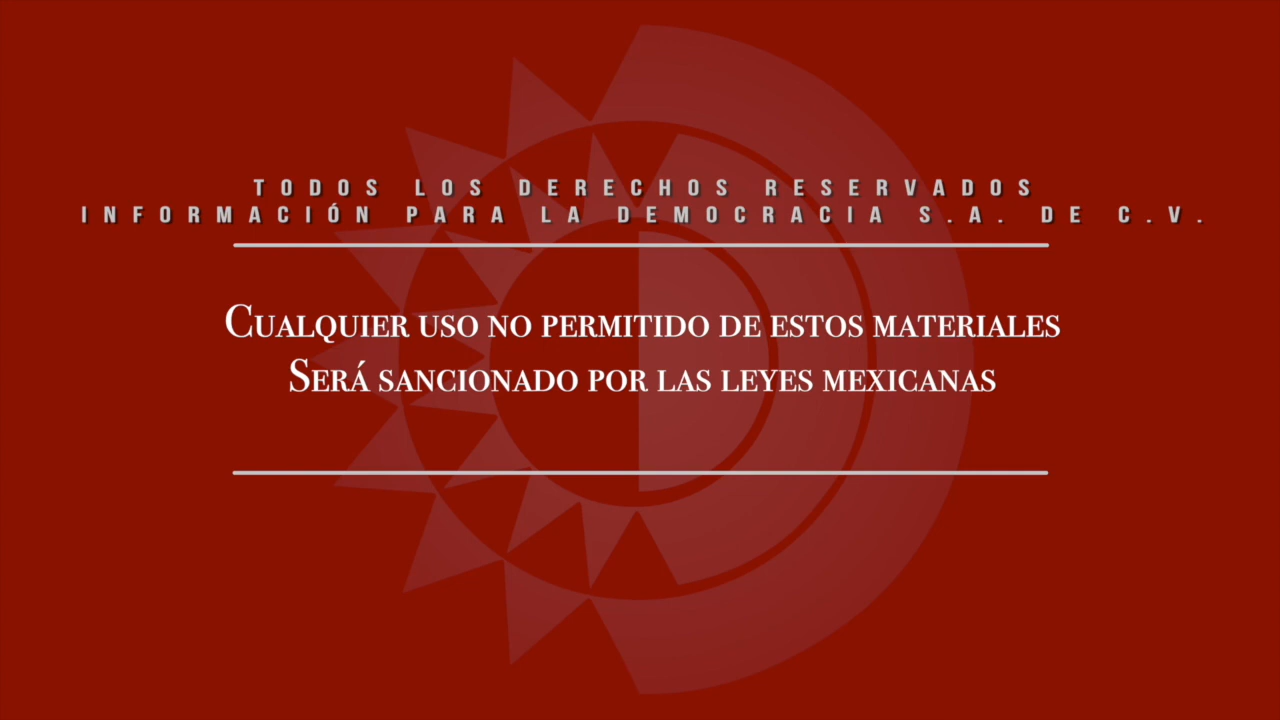 TODOS LOS DERECHOS RESERVADOS
INFORMACIÓN PARA LA DEMOCRACIA S.A. DE C.V.
Cualquier uso no permitido de estos materiales
Será sancionado por las leyes mexicanas